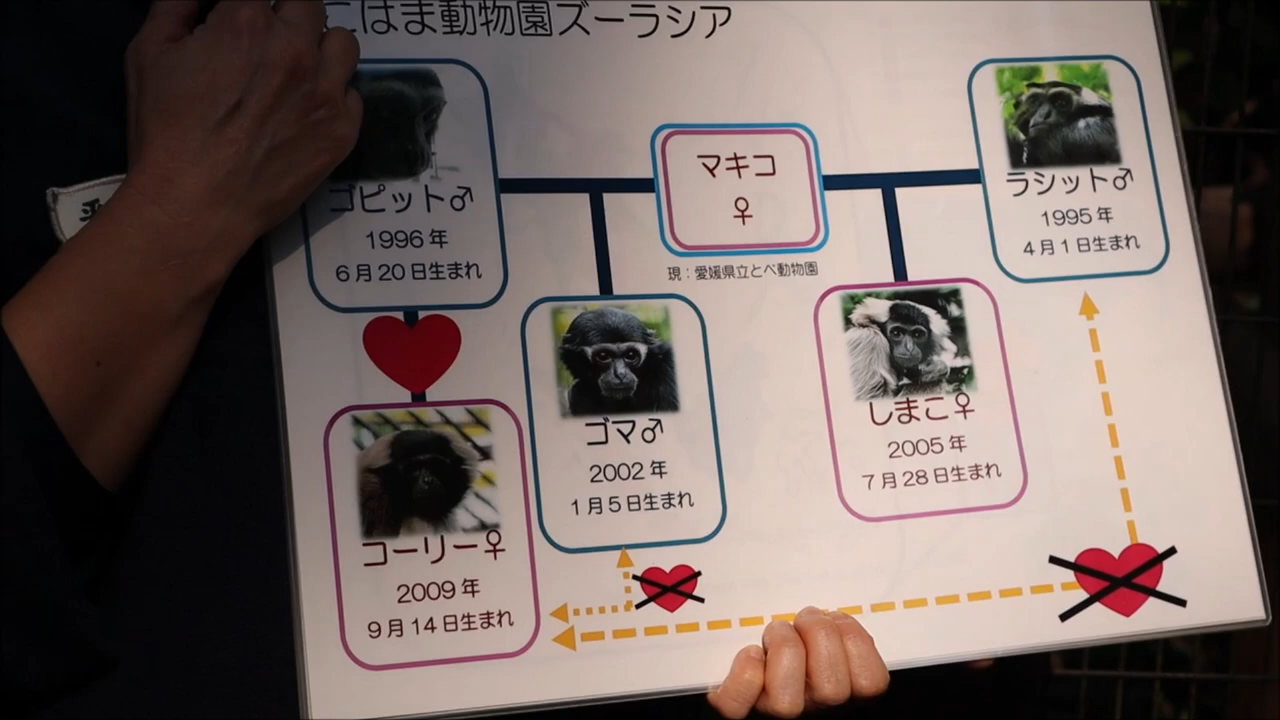 こはま動物園ズーラシア
ゴピット♂
1996年
6月20日生まれ
マキコ
♀
現：愛媛県立とべ動物園
ラシット♂
1995年
4月1日生まれ
ゴマ♂
2002年
1月5日生まれ
しまこ♀
2005年
7月28日生まれ
コーリー♀
2009年
9月14日生まれ